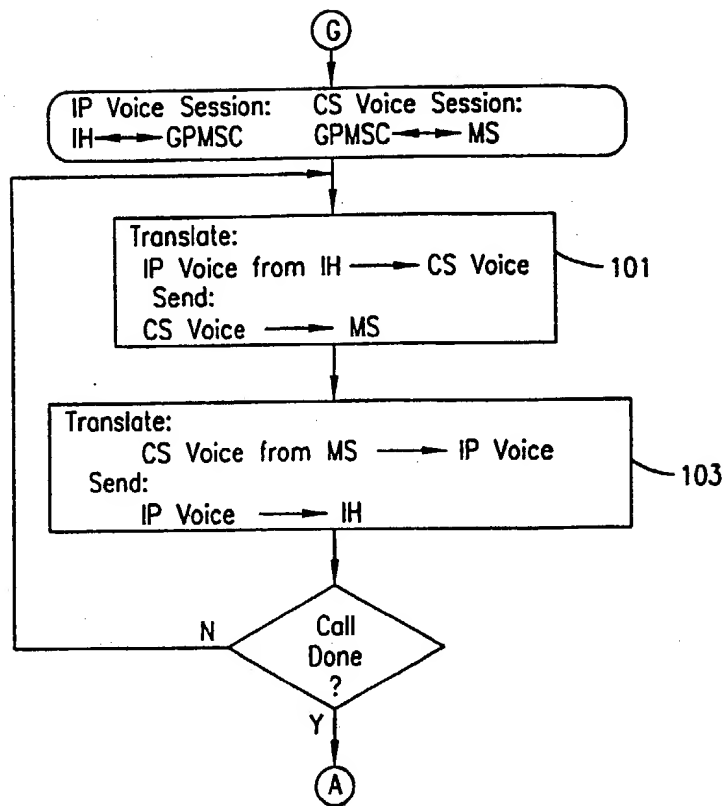 G
IP Voice Session: CS Voice Session:
IH GPMSC GPMSC MS
Translate:
IP Voice from IH CS Voice
Send:
CS Voice MS
101
Translate:
CS Voice from MS IP Voice
Send:
IP Voice IH
103
Call
Done
?
N
Y
A